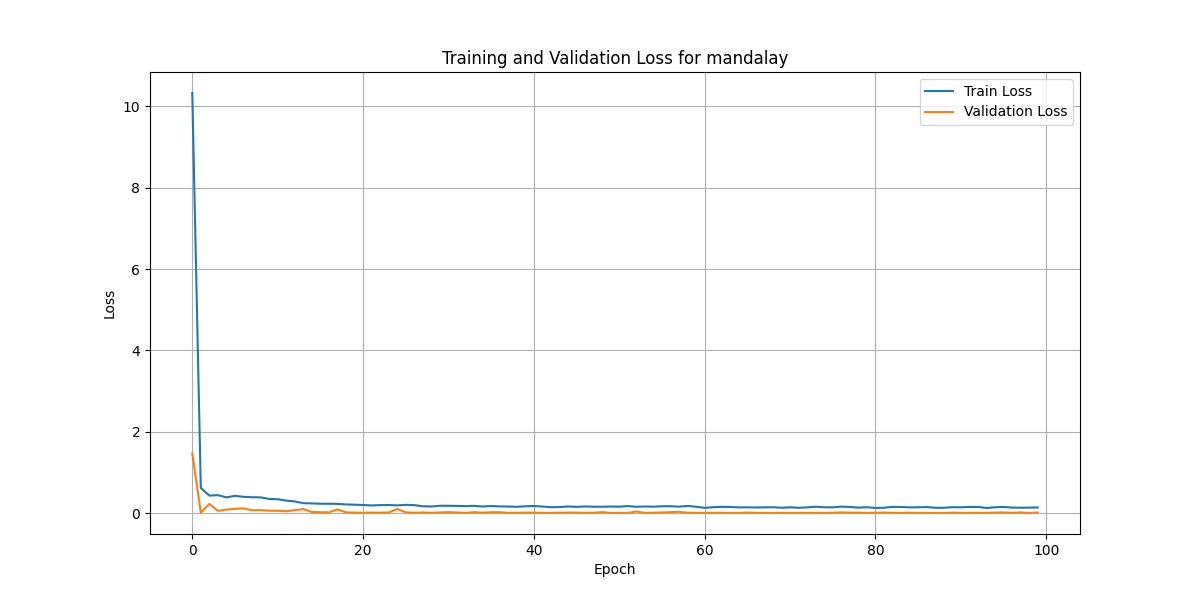 Training and Validation Loss for mandalay
Train Loss
Validation Loss
Loss
10
8
6
4
2
0
0 20 40 60 80 100
Epoch